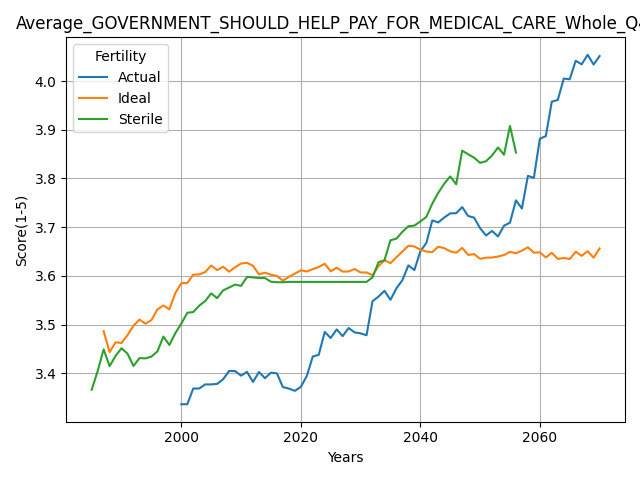 Average_GOVERNMENT_SHOULD_HELP_PAY_FOR_MEDICAL_CARE_Whole_Q4
Fertility
Actual
Ideal
Sterile
4.0
3.9
3.8
3.7
3.6
3.5
3.4
Score(1-5)
2000 2020 2040 2060
Years